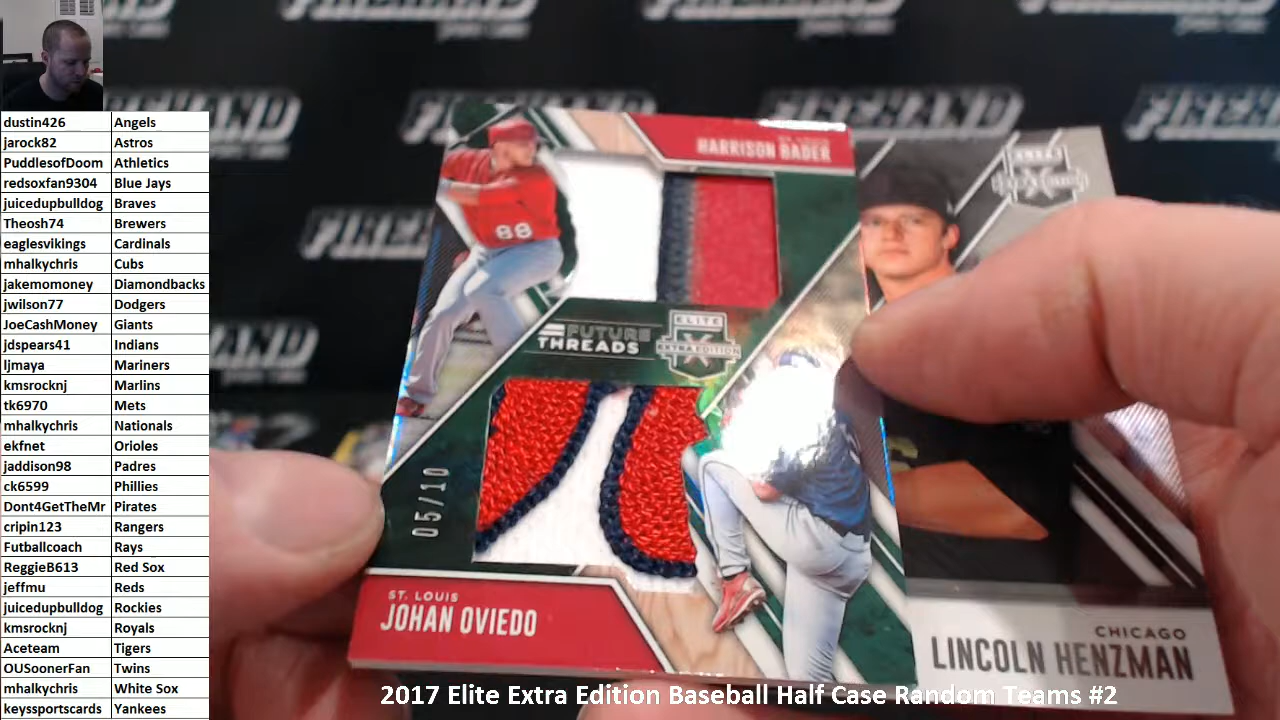 dustin426 Angels
jarock82 Astros
PuddlesofDoom Athletics
redsoxfan9304 Blue Jays
juicedupbulldog Braves
Theosh74 Brewers
eaglesvikings Cardinals
mhalkychris Cubs
jakemomoney Diamondbacks
jwilson77 Dodgers
JoeCashMoney Giants
jdspears41 Indians
ljmaya Mariners
kmsrocknj Marlins
tk6970 Mets
mhalkychris Nationals
ekfnet Orioles
jaddison98 Padres
ck6599 Phillies
Dont4GetTheMr Pirates
cripin123 Rangers
Futballcoach Rays
ReggieB613 Red Sox
jeffmu Reds
juicedupbulldog Rockies
kmsrocknj Royals
Aceteam Tigers
OUSoonerFan Twins
mhalkychris White Sox
keyssportscards Yankees
FIREHAND
FIREHAND
HARRISON BADER
88
FUTURE
THREADS
ELITE
X
EXTRA EDITION
05/10
ST. LOUIS
JOHAN OVIEDO
CHICAGO
LINCOLN HENZMAN
2017 Elite Extra Edition Baseball Half Case Random Teams #2